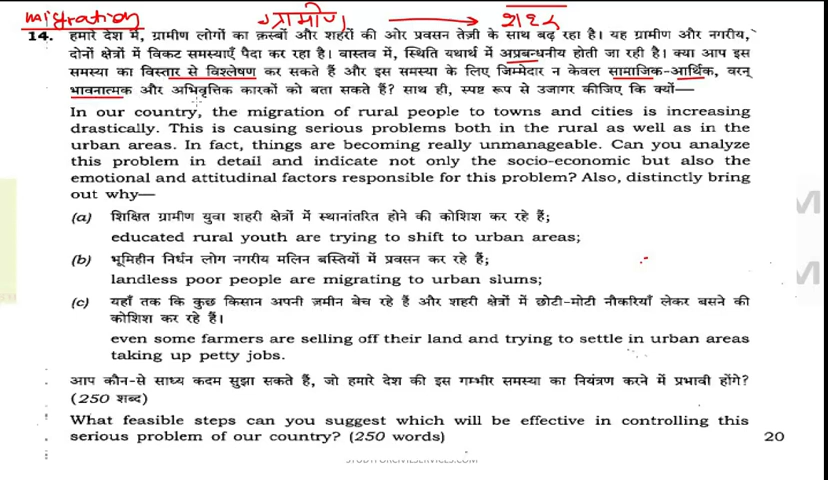 migration ग्रामीण → शहर
14. हमारे देश में, ग्रामीण लोगों का क़स्बों और शहरों की ओर प्रवसन तेज़ी के साथ बढ़ रहा है। यह ग्रामीण और नगरीय,
दोनों क्षेत्रों में विकट समस्याएँ पैदा कर रहा है। वास्तव में, स्थिति यथार्थ में अप्रबन्धनीय होती जा रही है। क्या आप इस
समस्या का विस्तार से विश्लेषण कर सकते हैं और इस समस्या के लिए जिम्मेदार न केवल सामाजिक-आर्थिक, वरन्
भावनात्मक और अभिवृत्तिक कारकों को बता सकते हैं? साथ ही, स्पष्ट रूप से उजागर कीजिए कि क्यों—
In our country, the migration of rural people to towns and cities is increasing
drastically. This is causing serious problems both in the rural as well as in the
urban areas. In fact, things are becoming really unmanageable. Can you analyze
this problem in detail and indicate not only the socio-economic but also the
emotional and attitudinal factors responsible for this problem? Also, distinctly bring
out why—
(a) शिक्षित ग्रामीण युवा शहरी क्षेत्रों में स्थानांतरित होने की कोशिश कर रहे हैं;
educated rural youth are trying to shift to urban areas;
(b) भूमिहीन निर्धन लोग नगरीय मलिन बस्तियों में प्रवसन कर रहे हैं;
landless poor people are migrating to urban slums;
(c) यहाँ तक कि कुछ किसान अपनी ज़मीन बेच रहे हैं और शहरी क्षेत्रों में छोटी-मोटी नौकरियाँ लेकर बसने की
कोशिश कर रहे हैं।
even some farmers are selling off their land and trying to settle in urban areas
taking up petty jobs.
आप कौन-से साध्य कदम सुझा सकते हैं, जो हमारे देश की इस गम्भीर समस्या का नियंत्रण करने में प्रभावी होंगे?
(250 शब्द)
What feasible steps can you suggest which will be effective in controlling this
serious problem of our country? (250 words) 20